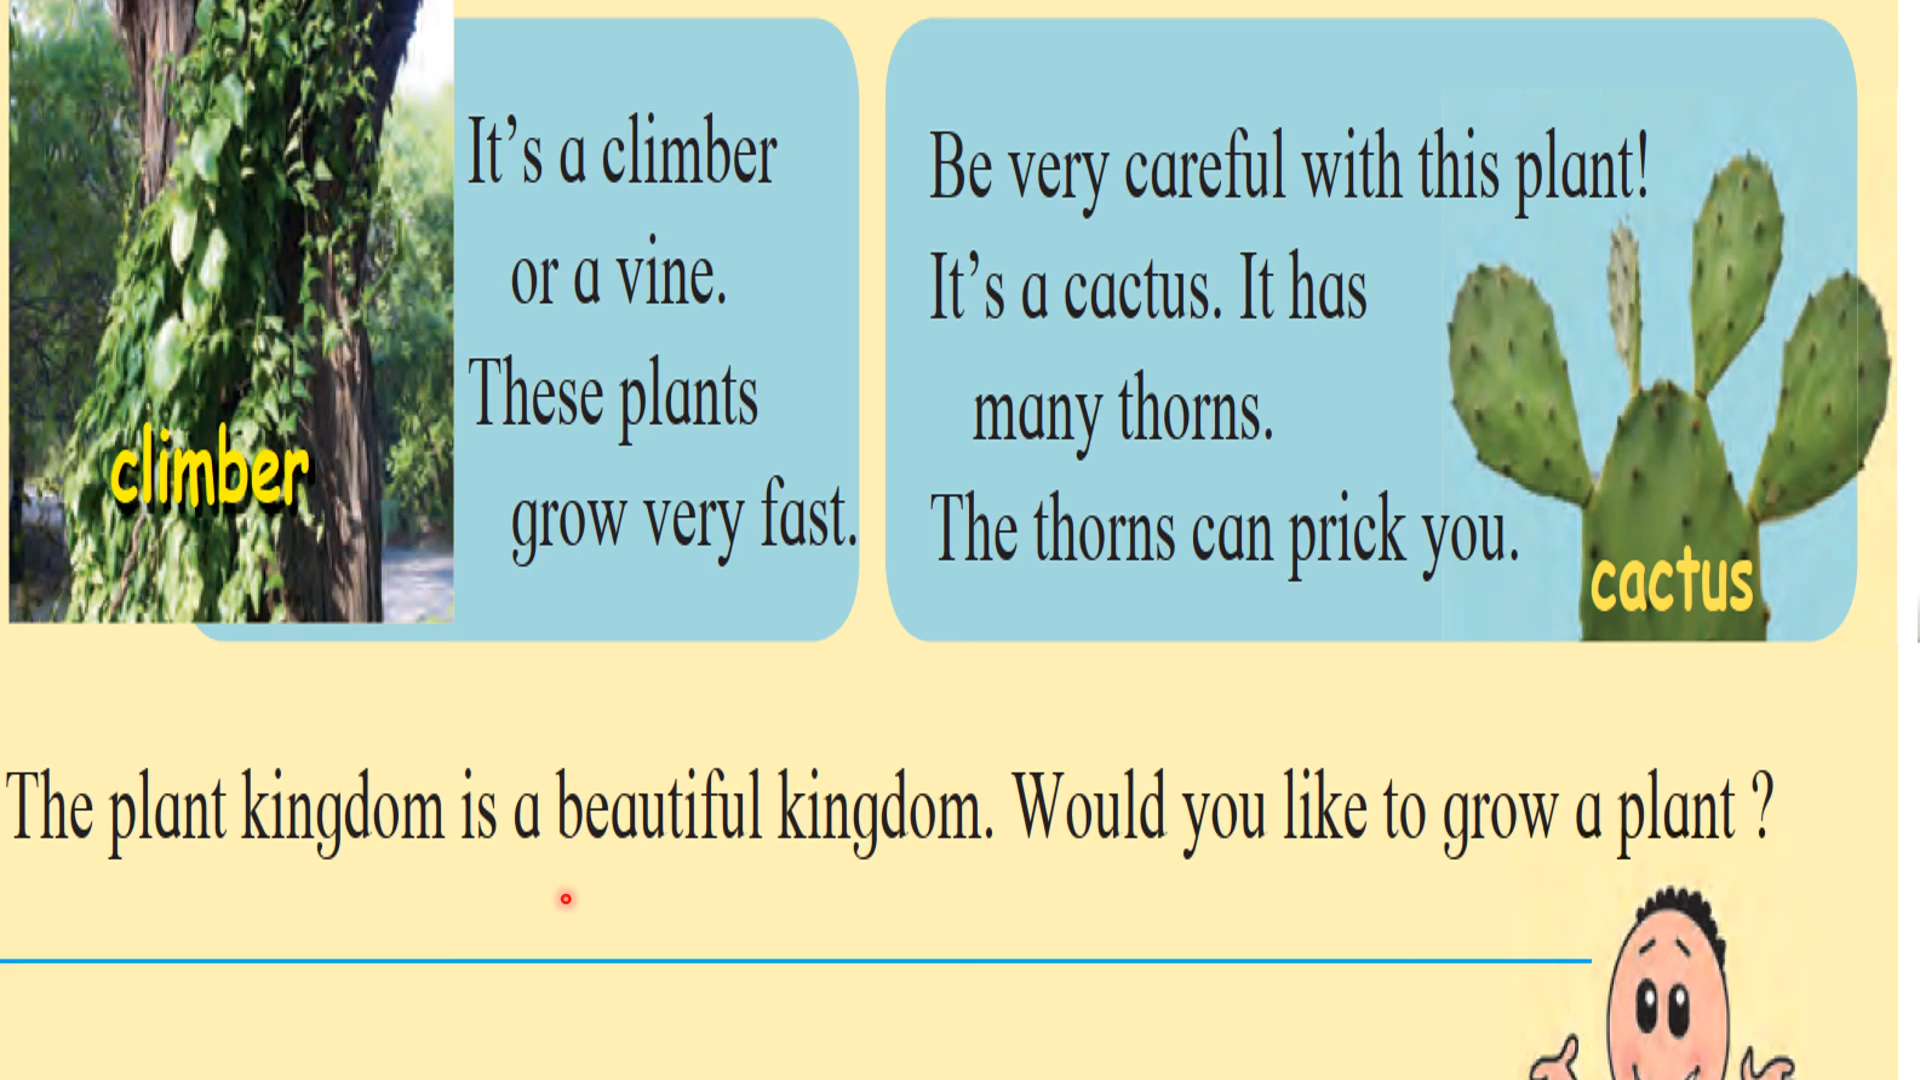 It’s a climber
or a vine.
These plants
grow very fast.
climber
Be very careful with this plant!
It’s a cactus. It has
many thorns.
The thorns can prick you.
cactus
The plant kingdom is a beautiful kingdom. Would you like to grow a plant ?